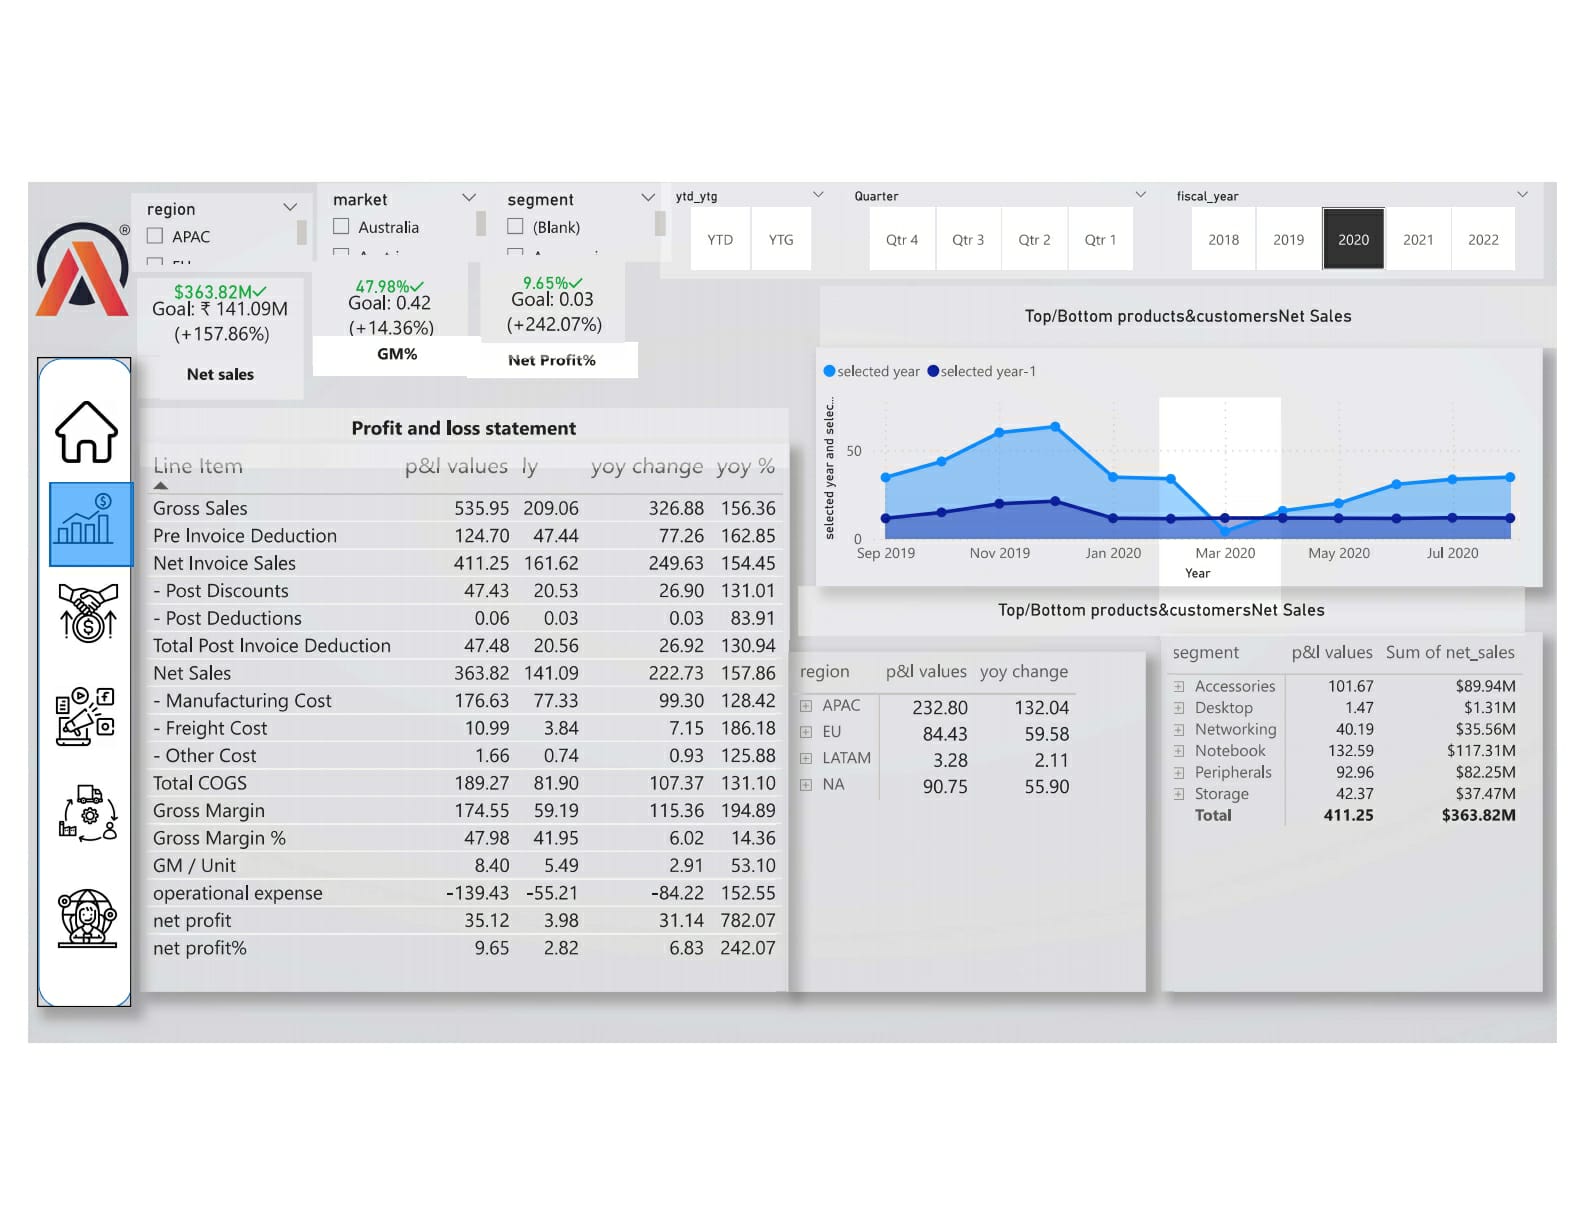 region
APAC
market
Australia
segment
(Blank)
ytd_ytg
YTD YTG
Quarter
Qtr 4 Qtr 3 Qtr 2 Qtr 1
fiscal_year
2018 2019 2020 2021 2022
®
$363.82M
Goal: ₹ 141.09M
(+157.86%)
Net sales
47.98%
Goal: 0.42
(+14.36%)
GM%
9.65%
Goal: 0.03
(+242.07%)
Net Profit%
Profit and loss statement
Line Item p&l values ly yoy change yoy %
Gross Sales 535.95 209.06 326.88 156.36
Pre Invoice Deduction 124.70 47.44 77.26 162.85
Net Invoice Sales 411.25 161.62 249.63 154.45
- Post Discounts 47.43 20.53 26.90 131.01
- Post Deductions 0.06 0.03 0.03 83.91
Total Post Invoice Deduction 47.48 20.56 26.92 130.94
Net Sales 363.82 141.09 222.73 157.86
- Manufacturing Cost 176.63 77.33 99.30 128.42
- Freight Cost 10.99 3.84 7.15 186.18
- Other Cost 1.66 0.74 0.93 125.88
Total COGS 189.27 81.90 107.37 131.10
Gross Margin 174.55 59.19 115.36 194.89
Gross Margin % 47.98 41.95 6.02 14.36
GM / Unit 8.40 5.49 2.91 53.10
operational expense -139.43 -55.21 -84.22 152.55
net profit 35.12 3.98 31.14 782.07
net profit% 9.65 2.82 6.83 242.07
Top/Bottom products&customersNet Sales
selected year selected year-1
selected year and selec...
50
0
Sep 2019 Nov 2019 Jan 2020 Mar 2020 May 2020 Jul 2020
Year
Top/Bottom products&customersNet Sales
region p&l values yoy change
APAC 232.80 132.04
EU 84.43 59.58
LATAM 3.28 2.11
NA 90.75 55.90
segment p&l values Sum of net_sales
Accessories 101.67 $89.94M
Desktop 1.47 $1.31M
Networking 40.19 $35.56M
Notebook 132.59 $117.31M
Peripherals 92.96 $82.25M
Storage 42.37 $37.47M
Total 411.25 $363.82M